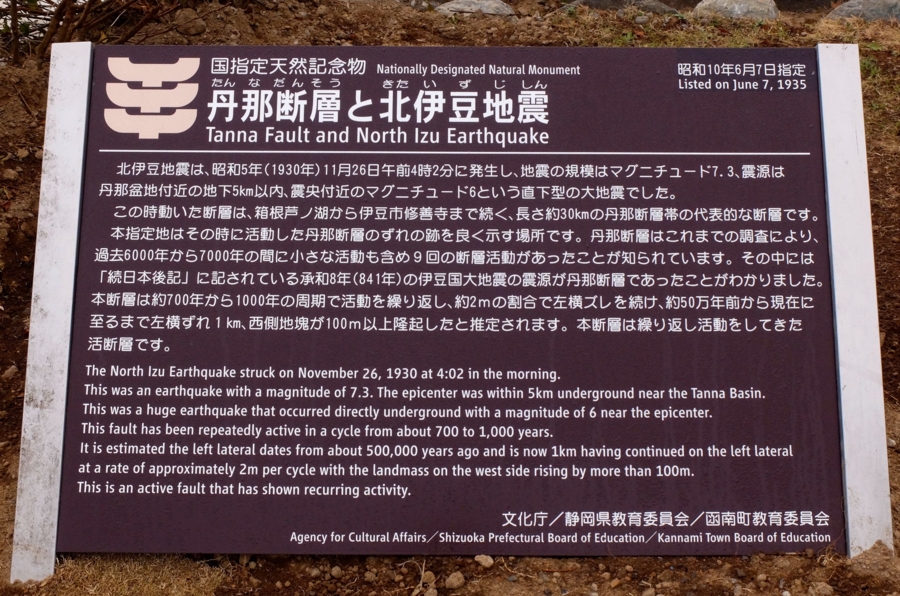 国指定天然記念物 Nationally Designated Natural Monument
昭和10年6月7日指定
Listed on June 7, 1935
たんなだんそう きたいずじしん
丹那断層と北伊豆地震
Tanna Fault and North Izu Earthquake
北伊豆地震は、昭和5年(1930年)11月26日午前4時2分に発生し、地震の規模はマグニチュード7.3、震源は
丹那盆地付近の地下5km以内、震央付近のマグニチュード6という直下型の大地震でした。
この時動いた断層は、箱根芦ノ湖から伊豆市修善寺まで続く、長さ約30kmの丹那断層帯の代表的な断層です。
本指定地はその時に活動した丹那断層のずれの跡を良く示す場所です。丹那断層はこれまでの調査により、
過去6000年から7000年の間に小さな活動も含め9回の断層活動があったことが知られています。その中には
「続日本後記」に記されている承和8年(841年)の伊豆国大地震の震源が丹那断層であったことがわかりました。
本断層は約700年から1000年の周期で活動を繰り返し、約2mの割合で左横ズレを続け、約50万年前から現在に
至るまで左横ずれ1km、西側地塊が100m以上隆起したと推定されます。本断層は繰り返し活動をしてきた
活断層です。
The North Izu Earthquake struck on November 26, 1930 at 4:02 in the morning.
This was an earthquake with a magnitude of 7.3. The epicenter was within 5km underground near the Tanna Basin.
This was a huge earthquake that occurred directly underground with a magnitude of 6 near the epicenter.
This fault has been repeatedly active in a cycle from about 700 to 1,000 years.
It is estimated the left lateral dates from about 500,000 years ago and is now 1km having continued on the left lateral
at a rate of approximately 2m per cycle with the landmass on the west side rising by more than 100m.
This is an active fault that has shown recurring activity.
文化庁／静岡県教育委員会／函南町教育委員会
Agency for Cultural Affairs／Shizuoka Prefectural Board of Education／Kannami Town Board of Education